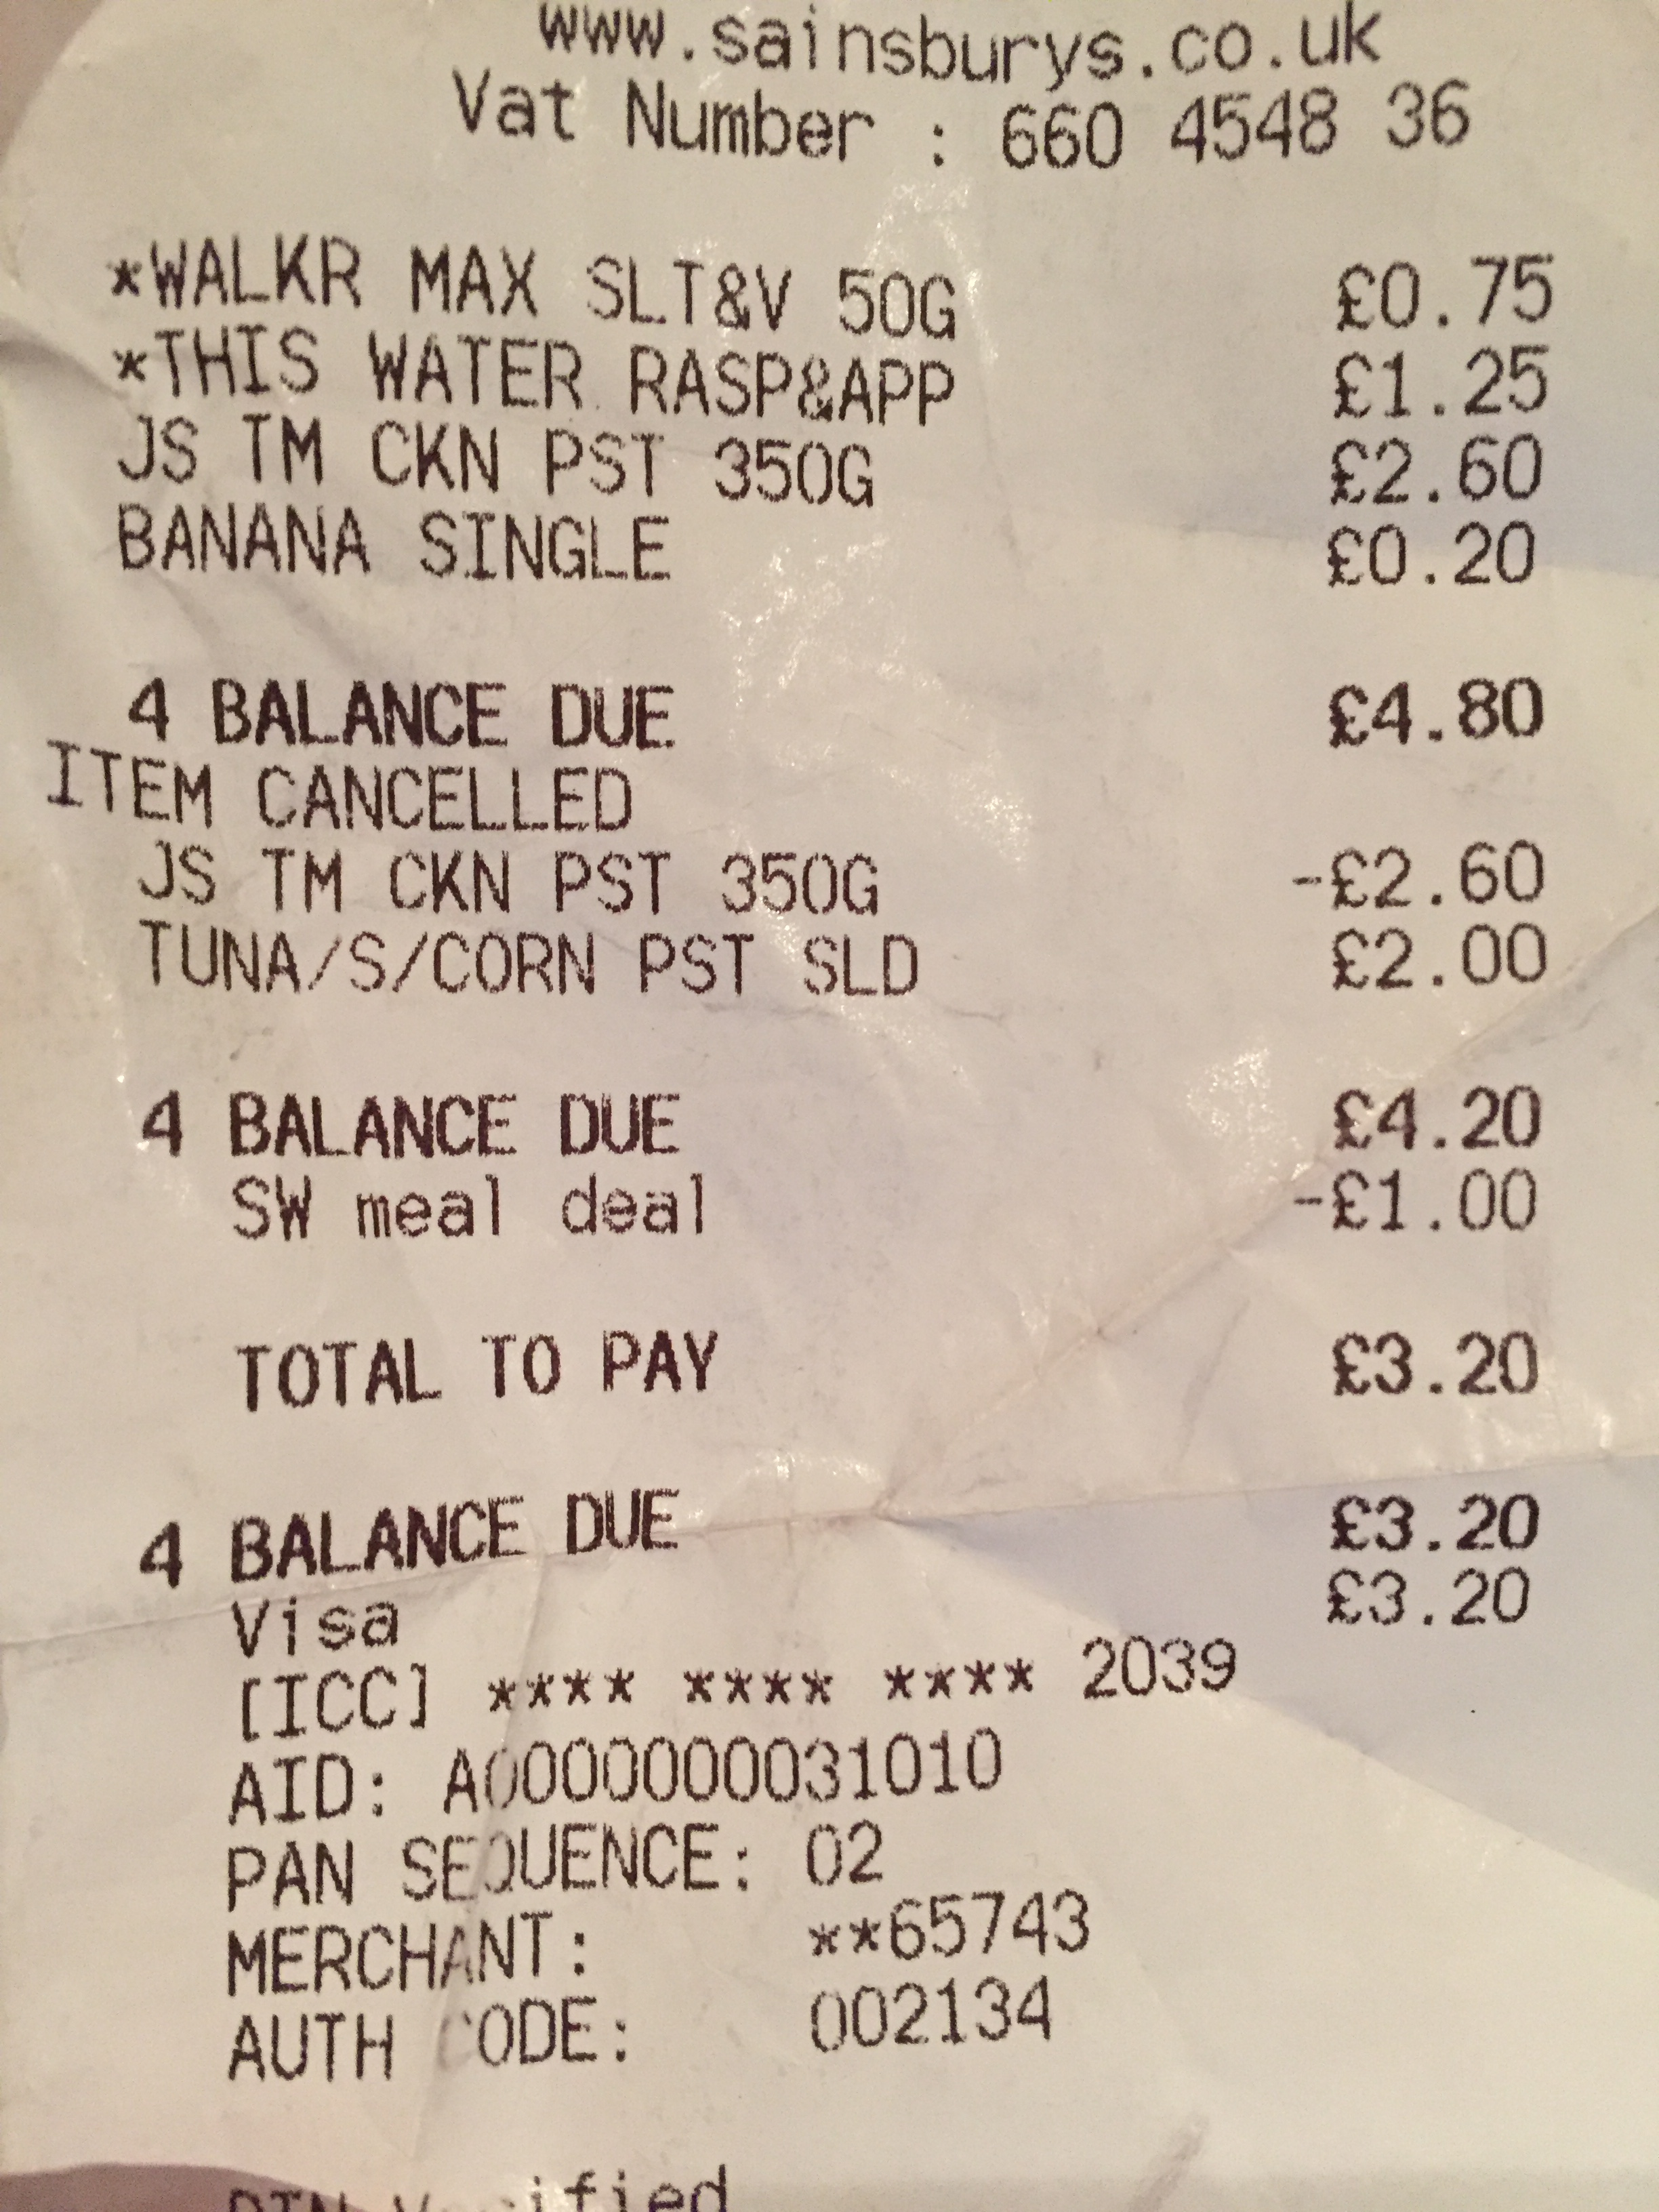 www.sainsburys.co.uk
Vat Number : 660 4548 36
*WALKR MAX SLT&V 50G £0.75
*THIS WATER RASP&APP £1.25
JS TM CKN PST 350G £2.60
BANANA SINGLE £0.20
4 BALANCE DUE £4.80
ITEM CANCELLED
JS TM CKN PST 350G -£2.60
TUNA/S/CORN PST SLD £2.00
4 BALANCE DUE £4.20
SW meal deal -£1.00
TOTAL TO PAY £3.20
4 BALANCE DUE £3.20
Visa £3.20
[ICC] **** **** **** 2039
AID: A0000000031010
PAN SEQUENCE: 02
MERCHANT: **65743
AUTH CODE: 002134
PIN Verified